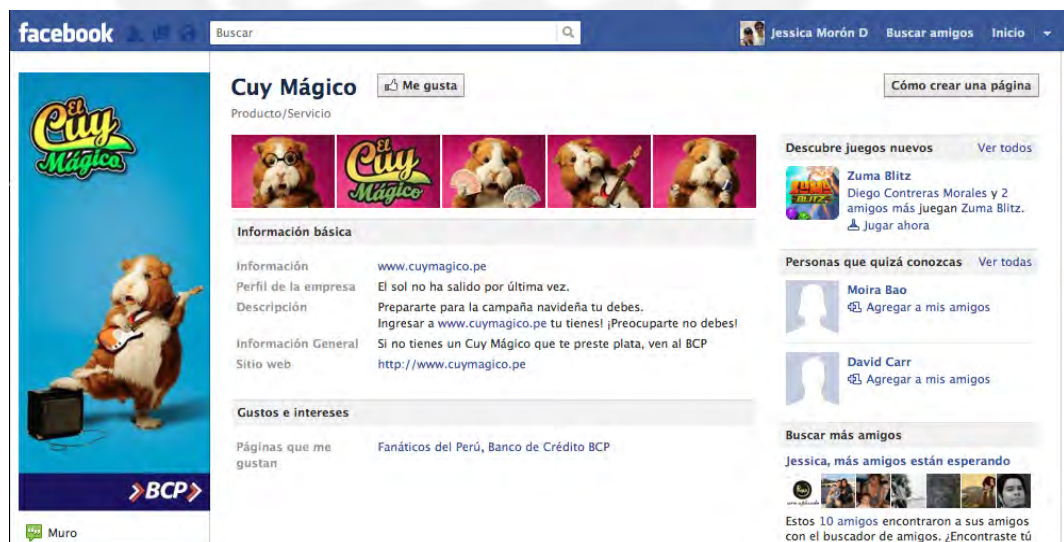 facebook
Buscar
Jessica Morón D Buscar amigos Inicio
El
Cuy
Mágico
>BCP>
Muro
Cuy Mágico
Me gusta
Producto/Servicio
El
Cuy
Mágico
Información básica
Información www.cuymagico.pe
Perfil de la empresa El sol no ha salido por última vez.
Descripción Prepararte para la campaña navideña tu debes.
Ingresar a www.cuymagico.pe tu tienes! ¡Preocuparte no debes!
Información General Si no tienes un Cuy Mágico que te preste plata, ven al BCP
Sitio web http://www.cuymagico.pe
Gustos e intereses
Páginas que me gustan Fanáticos del Perú, Banco de Crédito BCP
Cómo crear una página
Descubre juegos nuevos Ver todos
ZUMA
BLITZ
Zuma Blitz
Diego Contreras Morales y 2
amigos más juegan Zuma Blitz.
Jugar ahora
Personas que quizá conozcas Ver todas
Moira Bao
Agregar a mis amigos
David Carr
Agregar a mis amigos
Buscar más amigos
Jessica, más amigos están esperando
Estos 10 amigos encontraron a sus amigos
con el buscador de amigos. ¿Encontraste tú